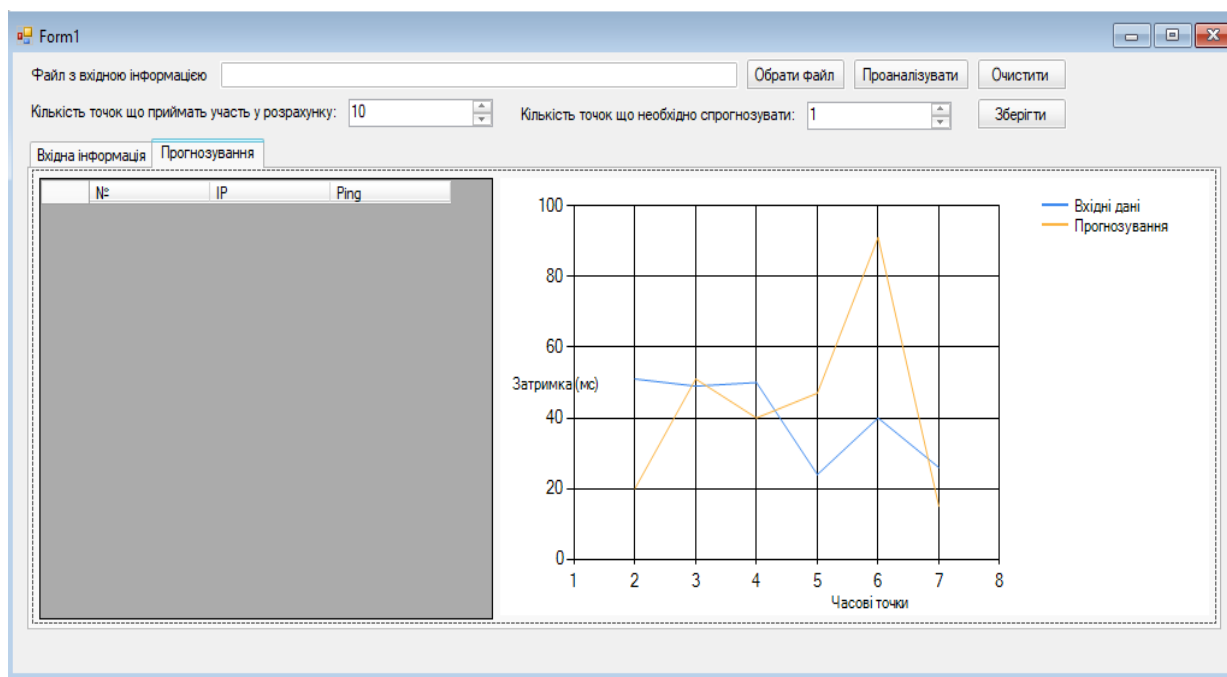 Form1
Файл з вхідною інформацією Обрати файл Проаналізувати Очистити
Кількість точок що приймать участь у розрахунку: 10 Кількість точок що необхідно спрогнозувати: 1 Зберігти
Вхідна інформація Прогнозування
№ IP Ping
100
80
60
40
20
0
Затримка(мс)
1 2 3 4 5 6 7 8
Часові точки
Вхідні дані
Прогнозування